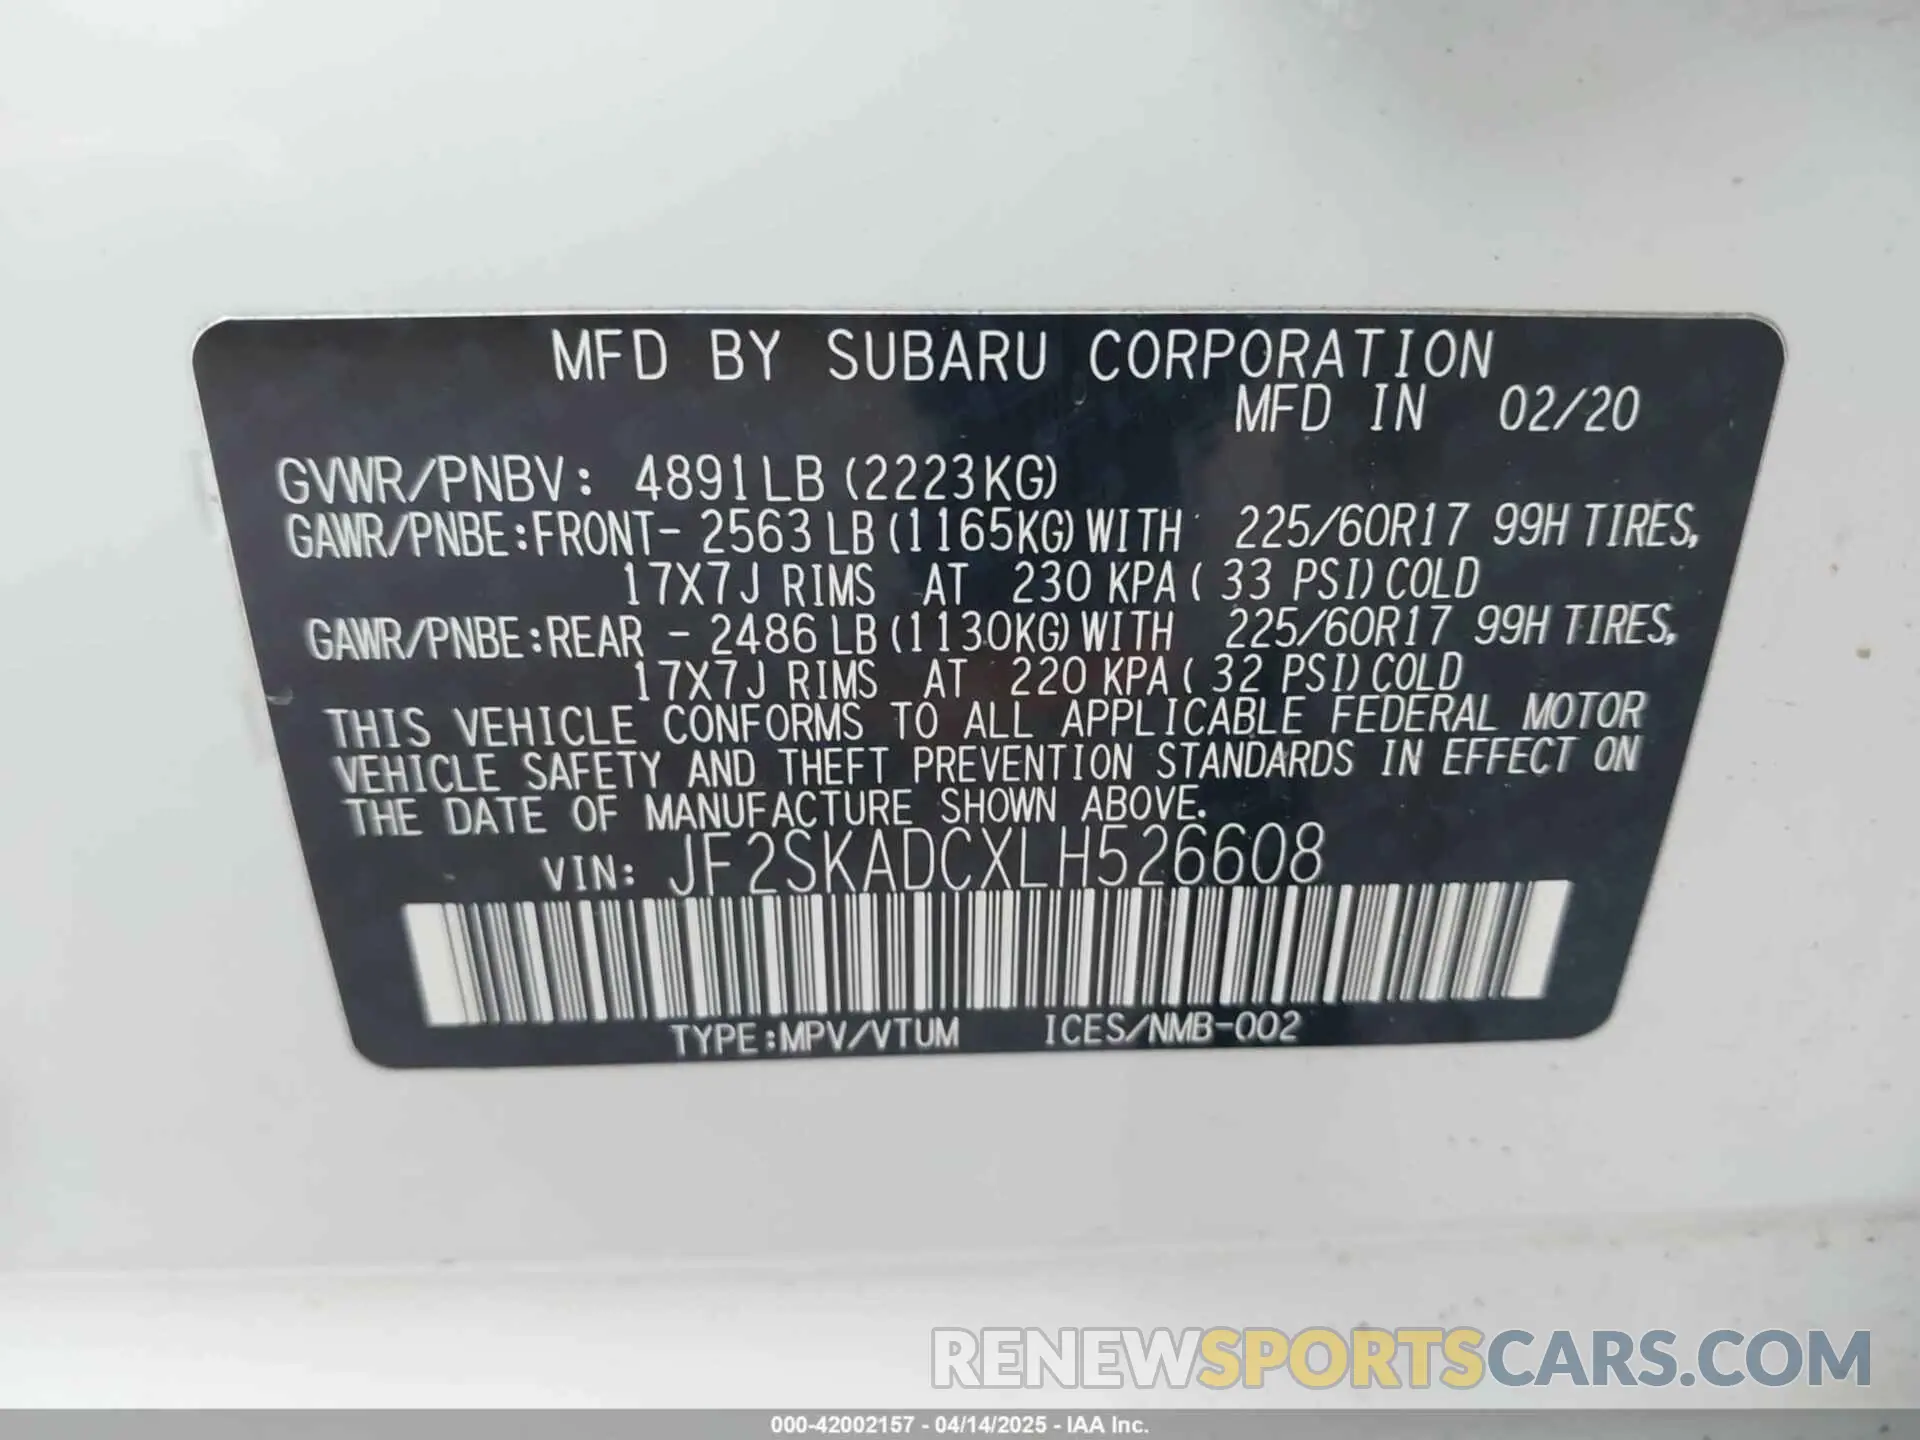 MFD BY SUBARU CORPORATION
MFD IN 02/20
GVWR/PNBV: 4891LB (2223KG)
GAWR/PNBE:FRONT- 2563 LB (1165KG) WITH 225/60R17 99H TIRES,
17X7J RIMS AT 230 KPA ( 33 PSI) COLD
GAWR/PNBE:REAR - 2486 LB (1130KG) WITH 225/60R17 99H TIRES,
17X7J RIMS AT 220 KPA ( 32 PSI) COLD
THIS VEHICLE CONFORMS TO ALL APPLICABLE FEDERAL MOTOR
VEHICLE SAFETY AND THEFT PREVENTION STANDARDS IN EFFECT ON
THE DATE OF MANUFACTURE SHOWN ABOVE.
VIN: JF2SKADCXLH526608
TYPE:MPV/VTUM ICES/NMB-002
RENEWSPORTSCARS.COM
000-42002157 - 04/14/2025 - IAA Inc.